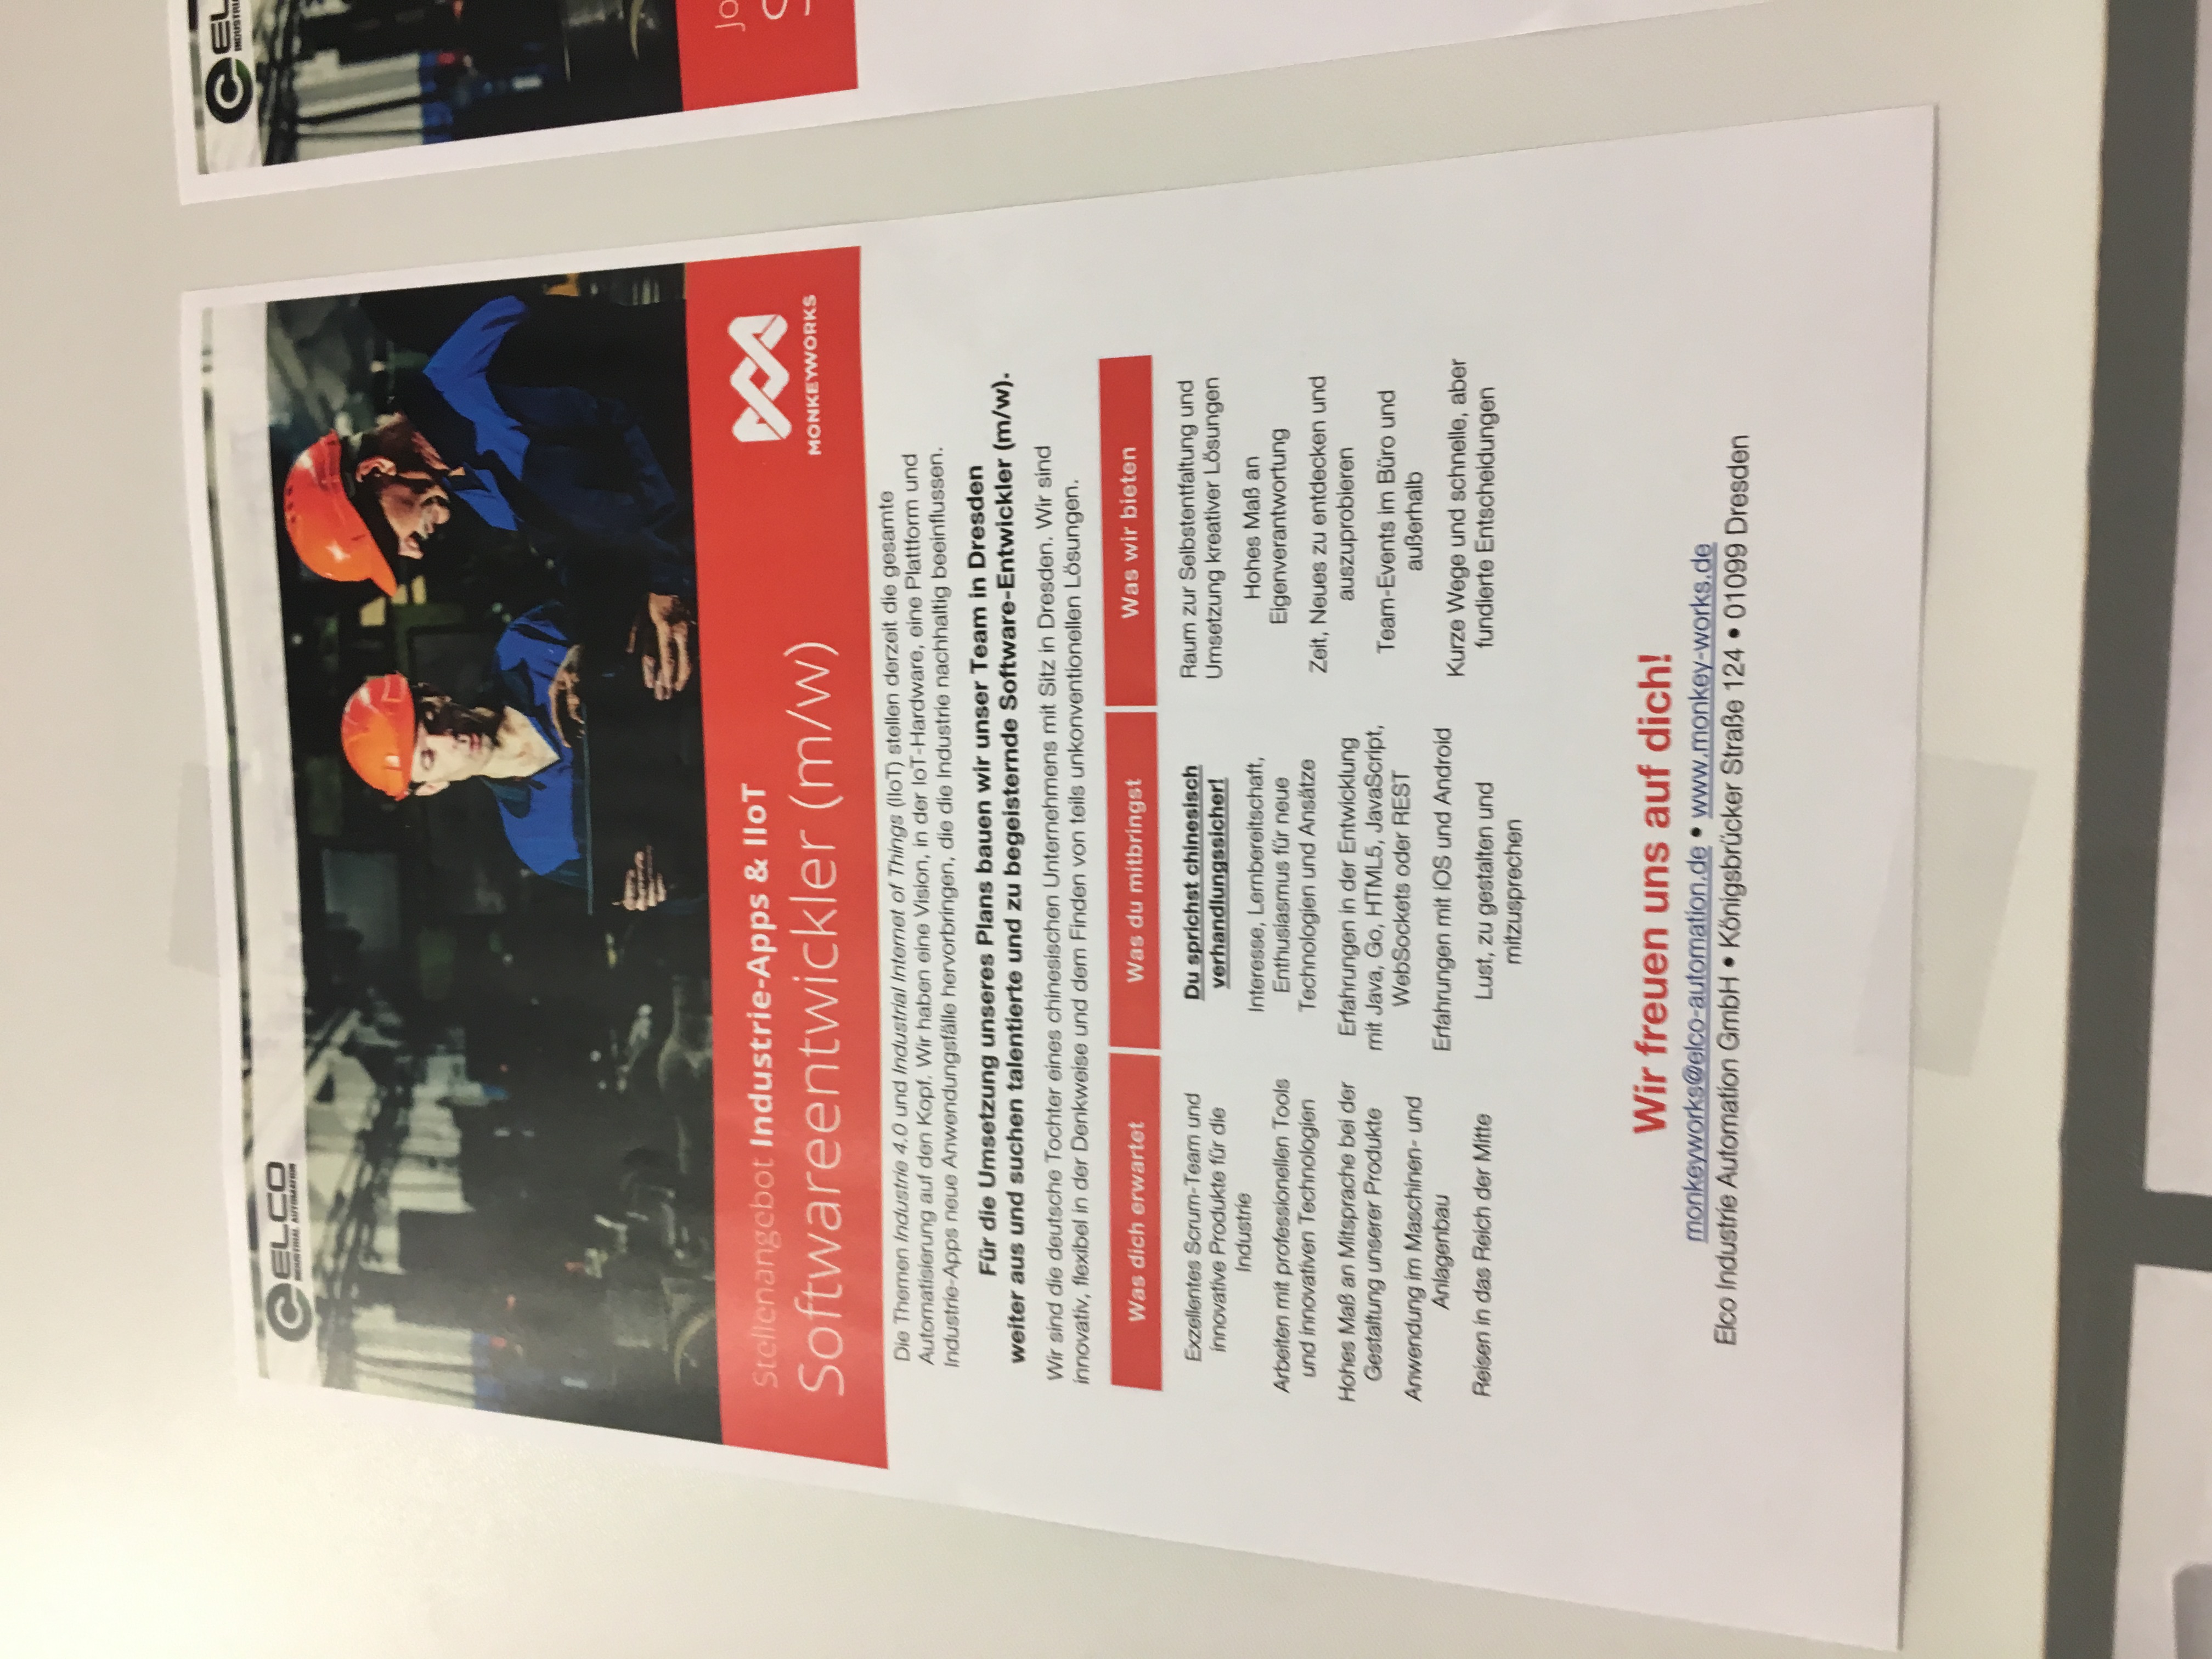 ELCO
INDUSTRIAL AUTOMATION
Stellenangebot Industrie-Apps & IIoT
Softwareentwickler (m/w)
MONKEYWORKS
Die Themen Industrie 4.0 und Industrial Internet of Things (IIoT) stellen derzeit die gesamte
Automatisierung auf den Kopf. Wir haben eine Vision, in der IoT-Hardware, eine Plattform und
Industrie-Apps neue Anwendungsfälle hervorbringen, die die Industrie nachhaltig beeinflussen.
Für die Umsetzung unseres Plans bauen wir unser Team in Dresden
weiter aus und suchen talentierte und zu begeisternde Software-Entwickler (m/w).
Wir sind die deutsche Tochter eines chinesischen Unternehmens mit Sitz in Dresden. Wir sind
innovativ, flexibel in der Denkweise und dem Finden von teils unkonventionellen Lösungen.
Was dich erwartet
Exzellentes Scrum-Team und
innovative Produkte für die
Industrie
Arbeiten mit professionellen Tools
und innovativen Technologien
Hohes Maß an Mitsprache bei der
Gestaltung unserer Produkte
Anwendung im Maschinen- und
Anlagenbau
Reisen in das Reich der Mitte
Was du mitbringst
Du sprichst chinesisch
verhandlungssicher!
Interesse, Lernbereitschaft,
Enthusiasmus für neue
Technologien und Ansätze
Erfahrungen in der Entwicklung
mit Java, Go, HTML5, JavaScript,
WebSockets oder REST
Erfahrungen mit iOS und Android
Lust, zu gestalten und
mitzusprechen
Was wir bieten
Raum zur Selbstentfaltung und
Umsetzung kreativer Lösungen
Hohes Maß an
Eigenverantwortung
Zeit, Neues zu entdecken und
auszuprobieren
Team-Events im Büro und
außerhalb
Kurze Wege und schnelle, aber
fundierte Entscheidungen
Wir freuen uns auf dich!
monkeyworks@elco-automation.de • www.monkey-works.de
Elco Industrie Automation GmbH • Königsbrücker Straße 124 • 01099 Dresden
EL
INDUSTRIA
Jo
S